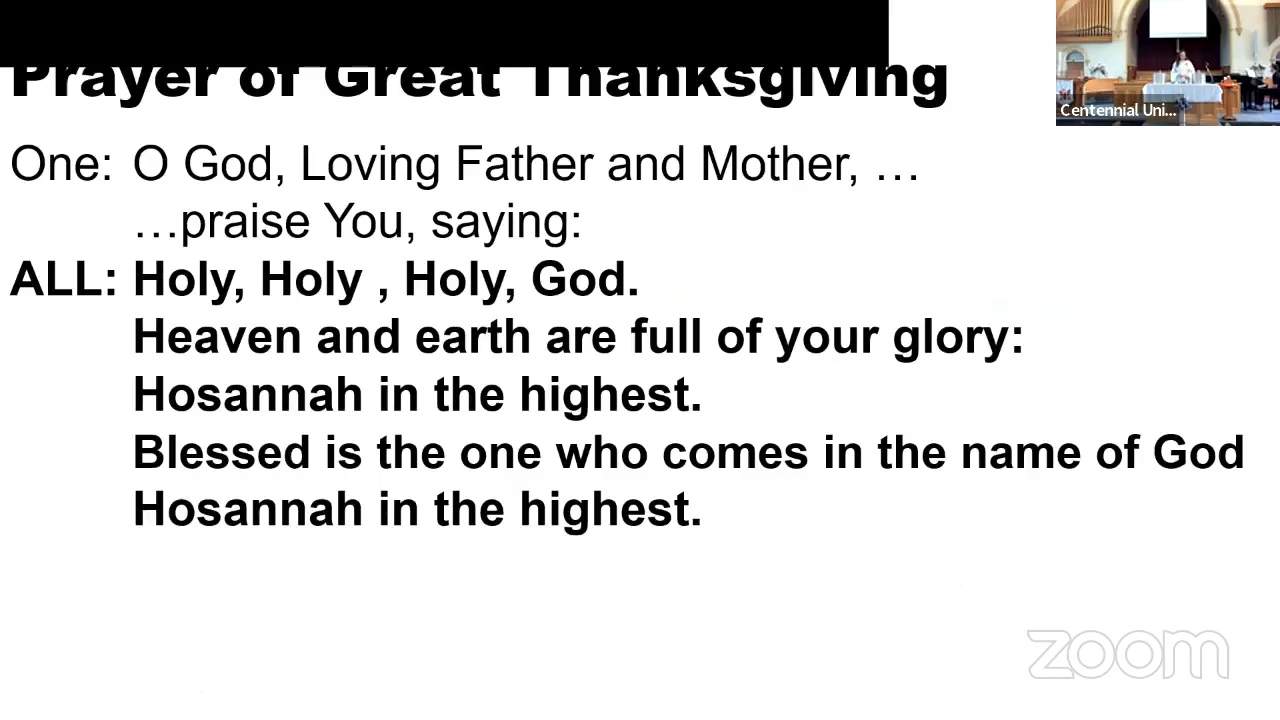 Prayer of Great Thanksgiving
Centennial Uni...
One: O God, Loving Father and Mother, …
…praise You, saying:
ALL: Holy, Holy , Holy, God.
Heaven and earth are full of your glory:
Hosannah in the highest.
Blessed is the one who comes in the name of God
Hosannah in the highest.
zoom